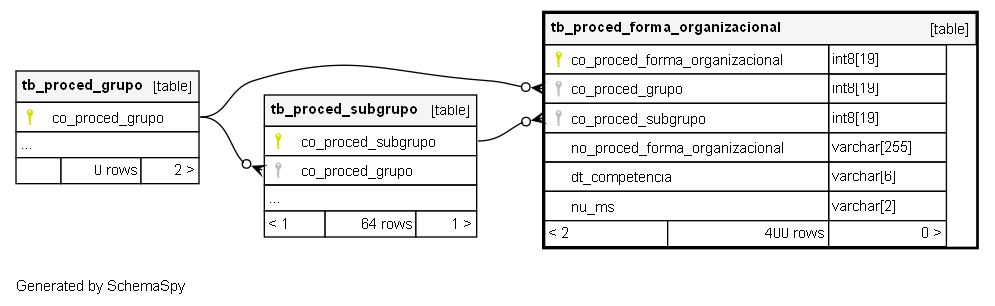 tb_proced_forma_organizacional [table]
co_proced_forma_organizacional int8[19]
co_proced_grupo int8[19]
co_proced_subgrupo int8[19]
no_proced_forma_organizacional varchar[255]
dt_competencia varchar[6]
nu_ms varchar[2]
< 2 400 rows 0 >
tb_proced_grupo [table]
co_proced_grupo
...
0 rows 2 >
tb_proced_subgrupo [table]
co_proced_subgrupo
co_proced_grupo
...
< 1 64 rows 1 >
Generated by SchemaSpy